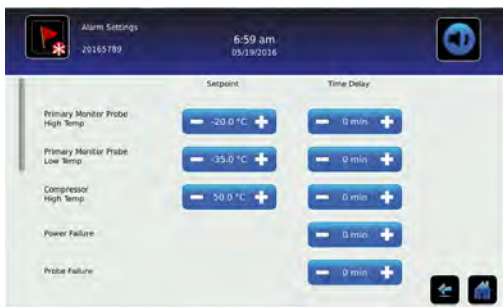 Alarm Settings
20165789
6:59 am
05/19/2016
Setpoint Time Delay
Primary Monitor Probe
High Temp
-20.0 °C 0 min
Primary Monitor Probe
Low Temp
-35.0 °C 0 min
Compressor
High Temp
50.0 °C 0 min
Power Failure
0 min
Probe Failure
0 min